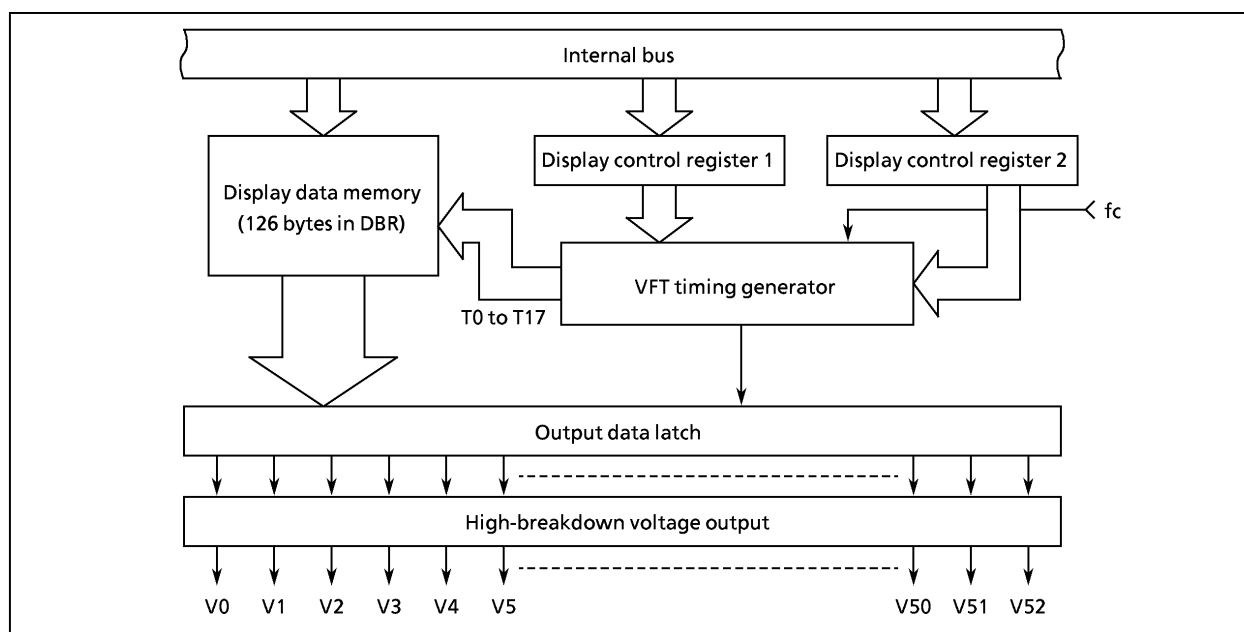 Internal bus
Display data memory
(126 bytes in DBR)
Display control register 1
Display control register 2
fc
VFT timing generator
T0 to T17
Output data latch
High-breakdown voltage output
V0 V1 V2 V3 V4 V5 V50 V51 V52